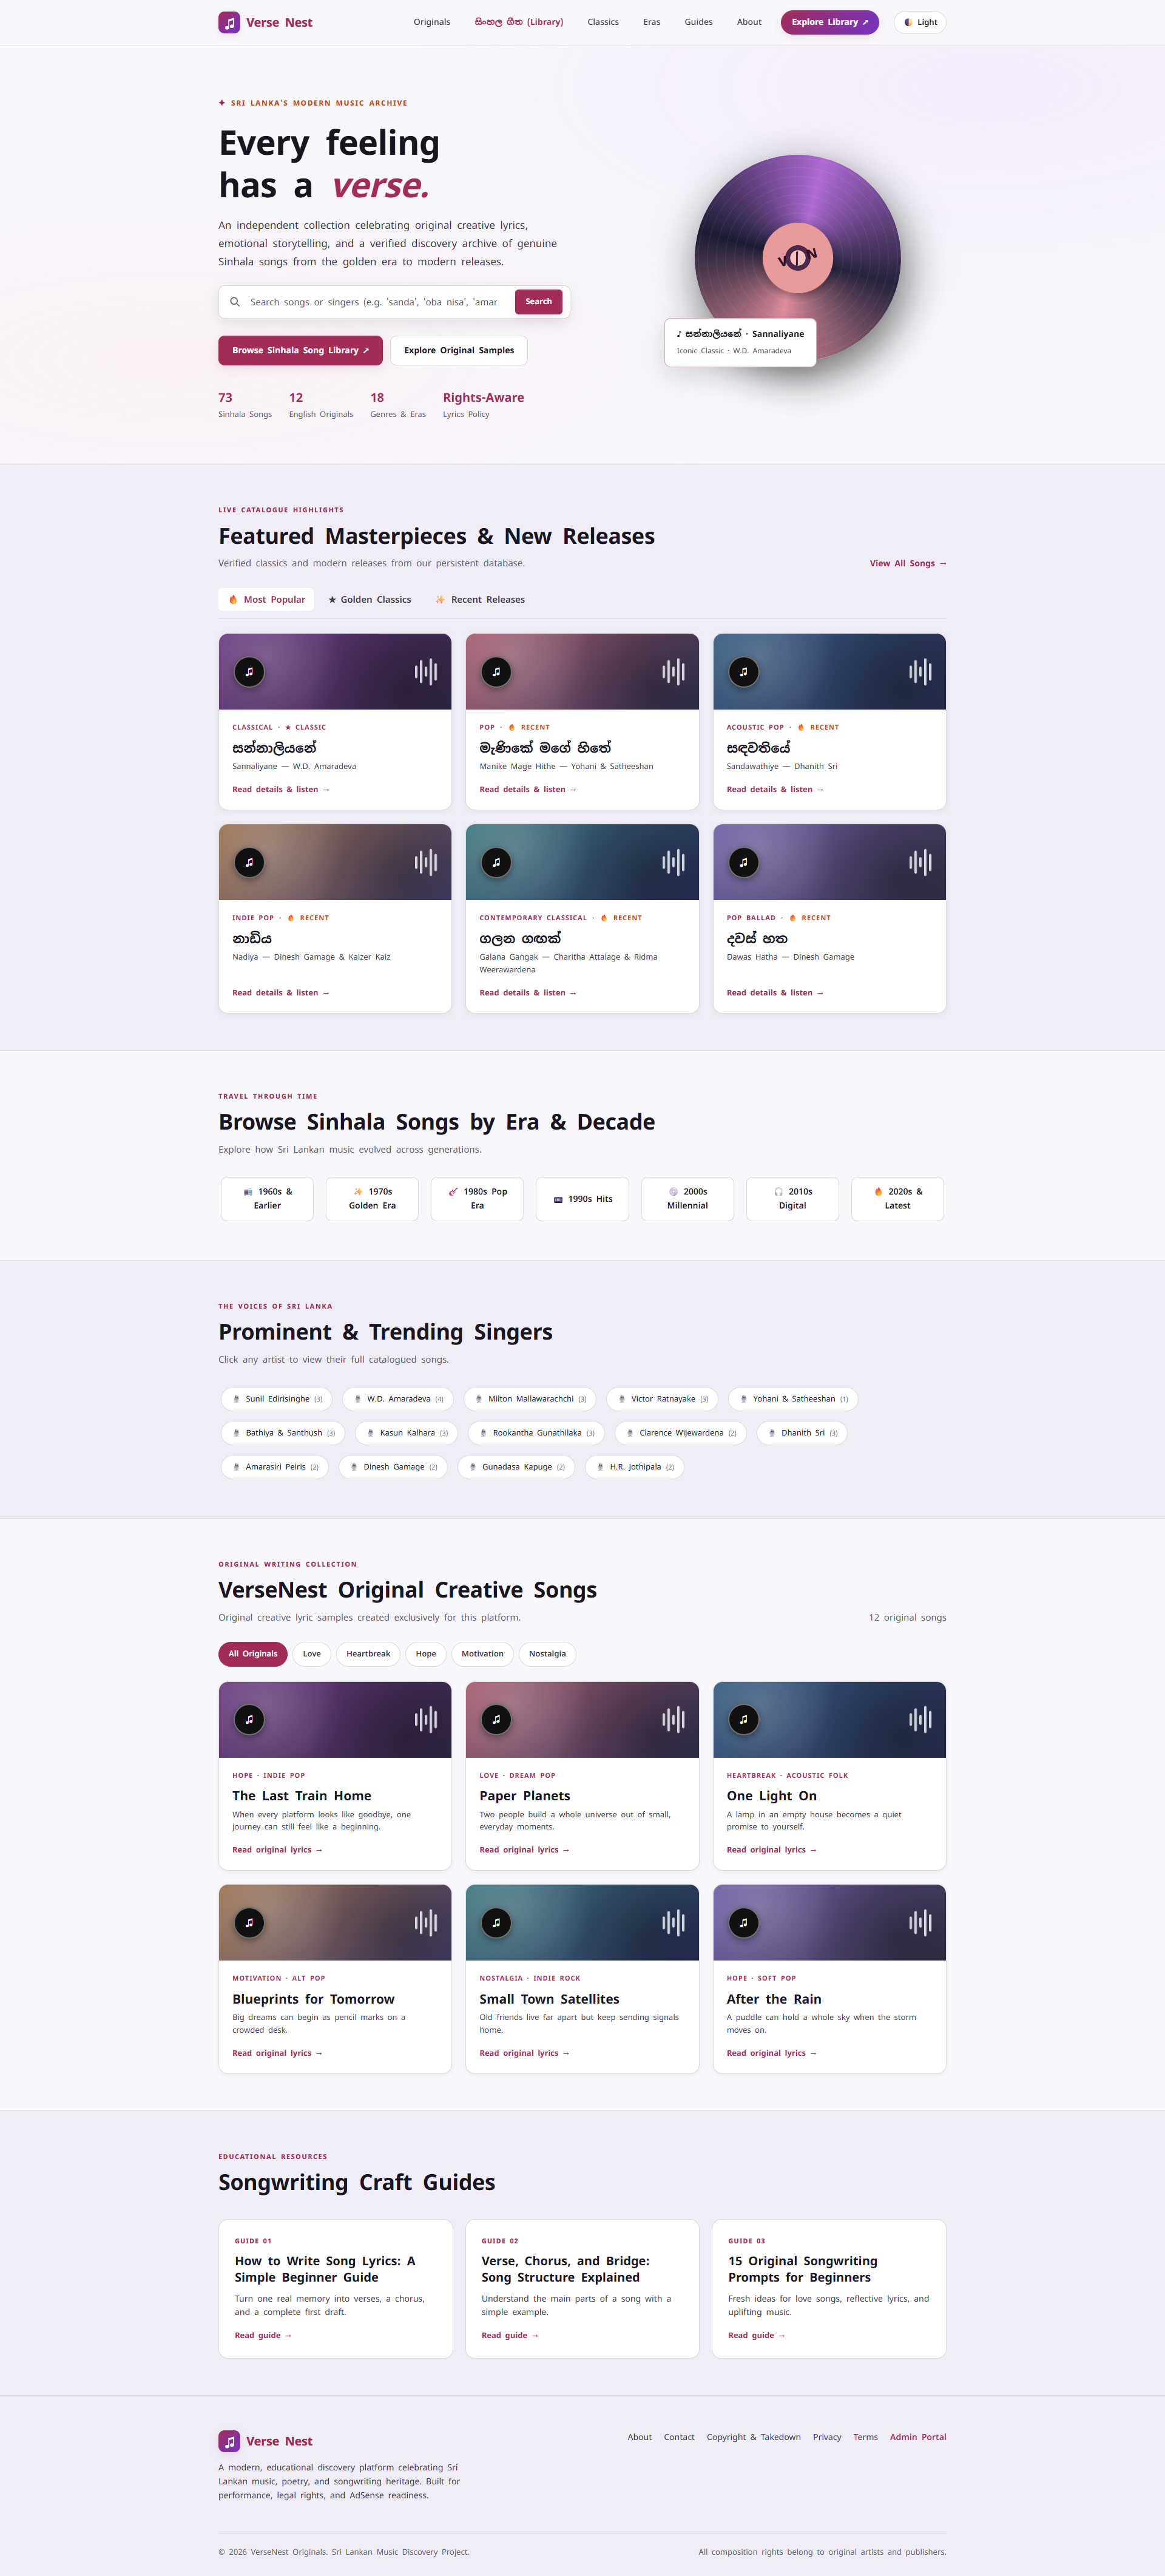 Verse Nest
Originals
සිංහල ගීත (Library)
Classics
Eras
Guides
About
Explore Library ↗
Light
✦ SRI LANKA'S MODERN MUSIC ARCHIVE
Every feeling
has a verse.
An independent collection celebrating original creative lyrics,
emotional storytelling, and a verified discovery archive of genuine
Sinhala songs from the golden era to modern releases.
Search songs or singers (e.g. 'sanda', 'oba nisa', 'amar
Search
Browse Sinhala Song Library ↗
Explore Original Samples
♪ සන්නාලියනේ · Sannaliyane
Iconic Classic · W.D. Amaradeva
73
Sinhala Songs
12
English Originals
18
Genres & Eras
Rights-Aware
Lyrics Policy
LIVE CATALOGUE HIGHLIGHTS
Featured Masterpieces & New Releases
Verified classics and modern releases from our persistent database.
View All Songs →
🔥 Most Popular
★ Golden Classics
✨ Recent Releases
CLASSICAL · ★ CLASSIC
සන්නාලියනේ
Sannaliyane — W.D. Amaradeva
Read details & listen →
POP · 🔥 RECENT
මැණිකේ මගේ හිතේ
Manike Mage Hithe — Yohani & Satheeshan
Read details & listen →
ACOUSTIC POP · 🔥 RECENT
සඳවතියේ
Sandawathiye — Dhanith Sri
Read details & listen →
INDIE POP · 🔥 RECENT
නාඩිය
Nadiya — Dinesh Gamage & Kaizer Kaiz
Read details & listen →
CONTEMPORARY CLASSICAL · 🔥 RECENT
ගලන ගඟක්
Galana Gangak — Charitha Attalage & Ridma
Weerawardena
Read details & listen →
POP BALLAD · 🔥 RECENT
දවස් හත
Dawas Hatha — Dinesh Gamage
Read details & listen →
TRAVEL THROUGH TIME
Browse Sinhala Songs by Era & Decade
Explore how Sri Lankan music evolved across generations.
1960s &
Earlier
1970s
Golden Era
1980s Pop
Era
1990s Hits
2000s
Millennial
2010s
Digital
2020s &
Latest
THE VOICES OF SRI LANKA
Prominent & Trending Singers
Click any artist to view their full catalogued songs.
Sunil Edirisinghe (3)
W.D. Amaradeva (4)
Milton Mallawarachchi (3)
Victor Ratnayake (3)
Yohani & Satheeshan (1)
Bathiya & Santhush (3)
Kasun Kalhara (3)
Rookantha Gunathilaka (3)
Clarence Wijewardena (2)
Dhanith Sri (3)
Amarasiri Peiris (2)
Dinesh Gamage (2)
Gunadasa Kapuge (2)
H.R. Jothipala (2)
ORIGINAL WRITING COLLECTION
VerseNest Original Creative Songs
Original creative lyric samples created exclusively for this platform.
12 original songs
All Originals
Love
Heartbreak
Hope
Motivation
Nostalgia
HOPE · INDIE POP
The Last Train Home
When every platform looks like goodbye, one
journey can still feel like a beginning.
Read original lyrics →
LOVE · DREAM POP
Paper Planets
Two people build a whole universe out of small,
everyday moments.
Read original lyrics →
HEARTBREAK · ACOUSTIC FOLK
One Light On
A lamp in an empty house becomes a quiet
promise to yourself.
Read original lyrics →
MOTIVATION · ALT POP
Blueprints for Tomorrow
Big dreams can begin as pencil marks on a
crowded desk.
Read original lyrics →
NOSTALGIA · INDIE ROCK
Small Town Satellites
Old friends live far apart but keep sending signals
home.
Read original lyrics →
HOPE · SOFT POP
After the Rain
A puddle can hold a whole sky when the storm
moves on.
Read original lyrics →
EDUCATIONAL RESOURCES
Songwriting Craft Guides
GUIDE 01
How to Write Song Lyrics: A
Simple Beginner Guide
Turn one real memory into verses, a chorus,
and a complete first draft.
Read guide →
GUIDE 02
Verse, Chorus, and Bridge:
Song Structure Explained
Understand the main parts of a song with a
simple example.
Read guide →
GUIDE 03
15 Original Songwriting
Prompts for Beginners
Fresh ideas for love songs, reflective lyrics, and
uplifting music.
Read guide →
Verse Nest
A modern, educational discovery platform celebrating Sri
Lankan music, poetry, and songwriting heritage. Built for
performance, legal rights, and AdSense readiness.
About
Contact
Copyright & Takedown
Privacy
Terms
Admin Portal
© 2026 VerseNest Originals. Sri Lankan Music Discovery Project.
All composition rights belong to original artists and publishers.